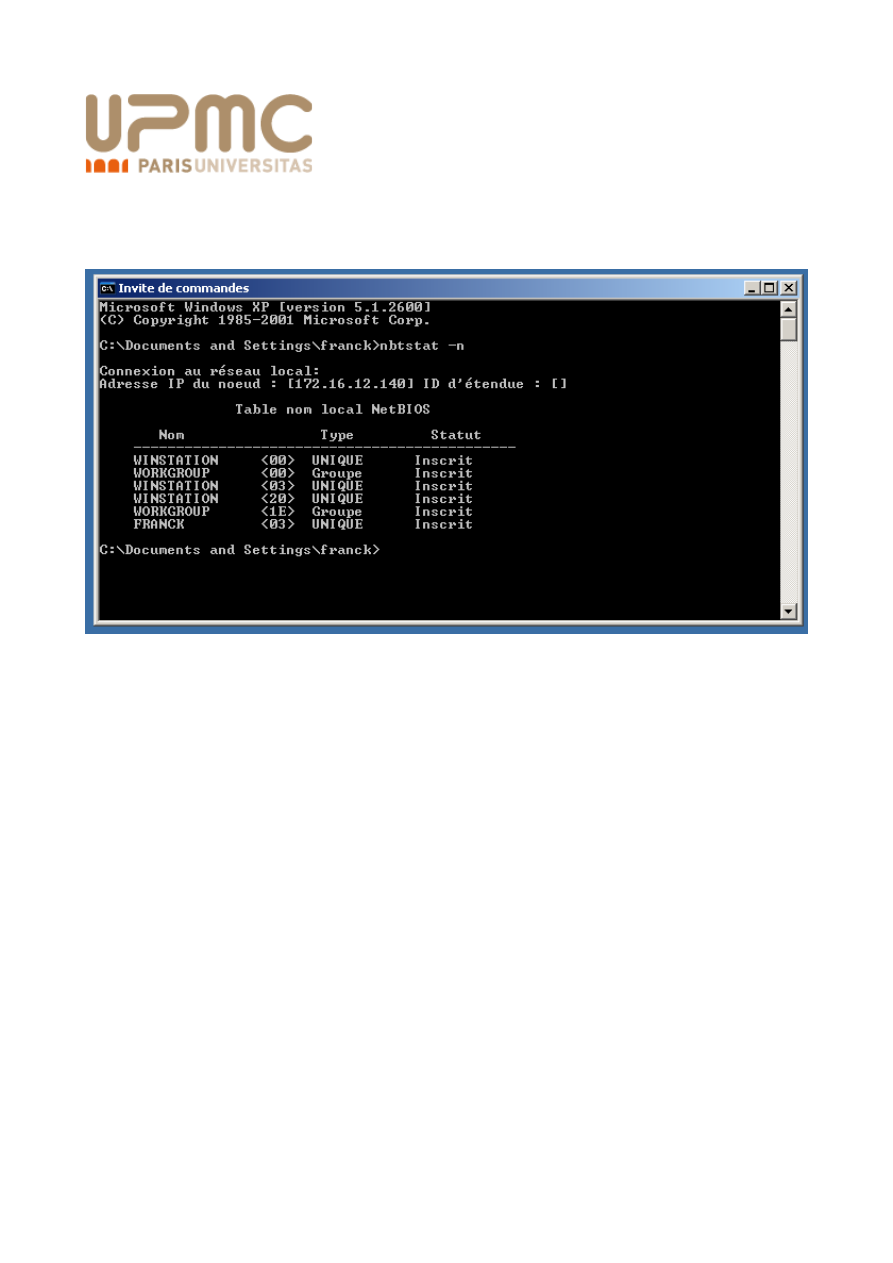 UPMC
PARISUNIVERSITAS
Invite de commandes
Microsoft Windows XP [version 5.1.2600]
(C) Copyright 1985-2001 Microsoft Corp.
C:\Documents and Settings\franck>nbtstat -n
Connexion au réseau local:
Adresse IP du noeud : [172.16.12.140] ID d'étendue : []
Table nom local NetBIOS
Nom Type Statut
---------------------------------------------
WINSTATION <00> UNIQUE Inscrit
WORKGROUP <00> Groupe Inscrit
WINSTATION <03> UNIQUE Inscrit
WINSTATION <20> UNIQUE Inscrit
WORKGROUP <1E> Groupe Inscrit
FRANCK <03> UNIQUE Inscrit
C:\Documents and Settings\franck>